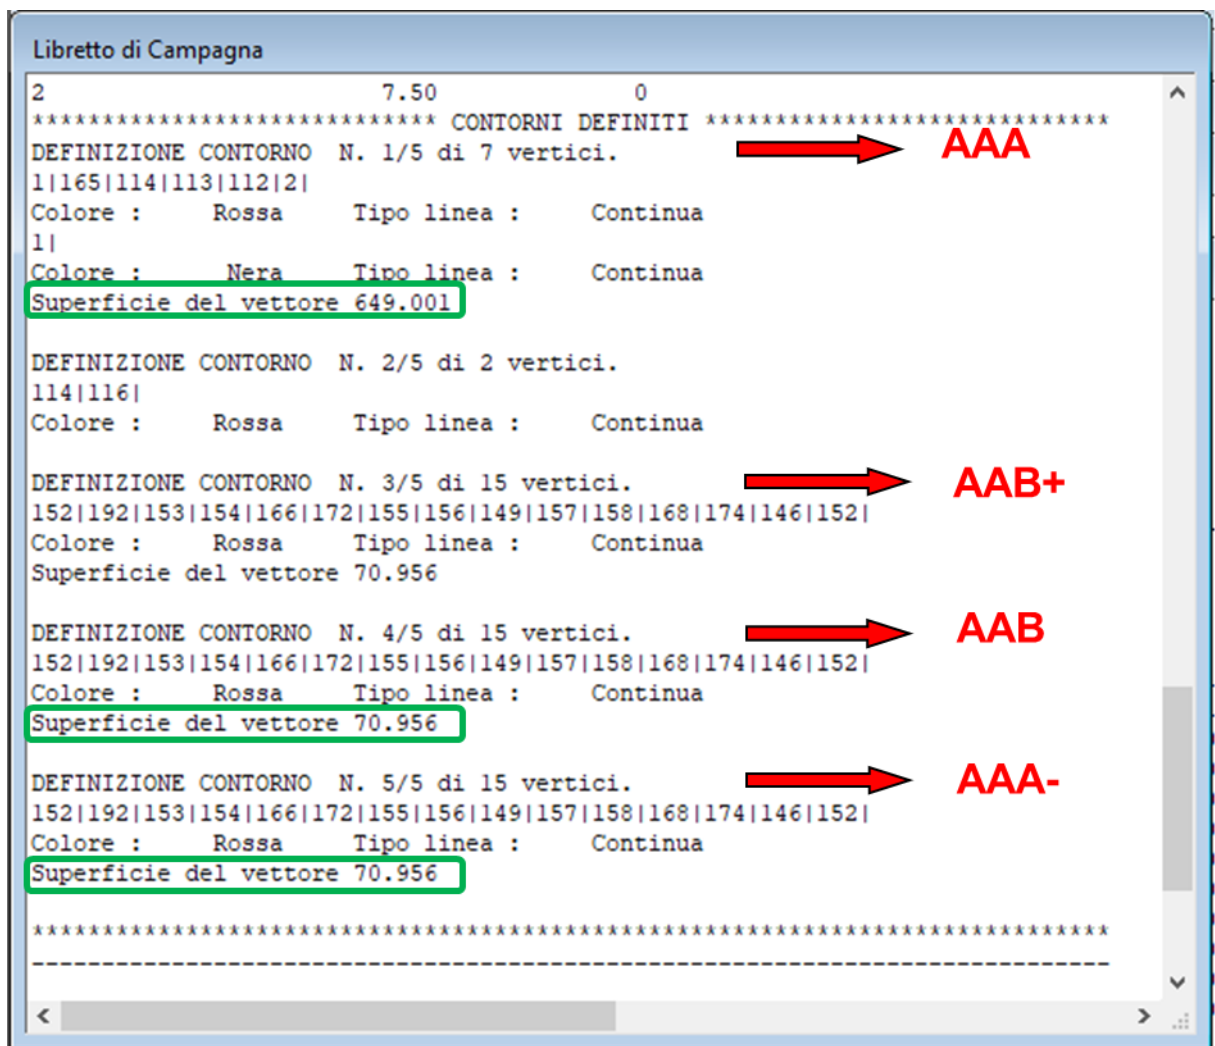 Libretto di Campagna
2 7.50 0
***************************** CONTORNI DEFINITI *****************************
DEFINIZIONE CONTORNO N. 1/5 di 7 vertici.
AAA
1|165|114|113|112|2|
Colore : Rossa Tipo linea : Continua
1|
Colore : Nera Tipo linea : Continua
Superficie del vettore 649.001
DEFINIZIONE CONTORNO N. 2/5 di 2 vertici.
114|116|
Colore : Rossa Tipo linea : Continua
DEFINIZIONE CONTORNO N. 3/5 di 15 vertici.
AAB+
152|192|153|154|166|172|155|156|149|157|158|168|174|146|152|
Colore : Rossa Tipo linea : Continua
Superficie del vettore 70.956
DEFINIZIONE CONTORNO N. 4/5 di 15 vertici.
AAB
152|192|153|154|166|172|155|156|149|157|158|168|174|146|152|
Colore : Rossa Tipo linea : Continua
Superficie del vettore 70.956
DEFINIZIONE CONTORNO N. 5/5 di 15 vertici.
AAA-
152|192|153|154|166|172|155|156|149|157|158|168|174|146|152|
Colore : Rossa Tipo linea : Continua
Superficie del vettore 70.956
*****************************************************************************
-----------------------------------------------------------------------------